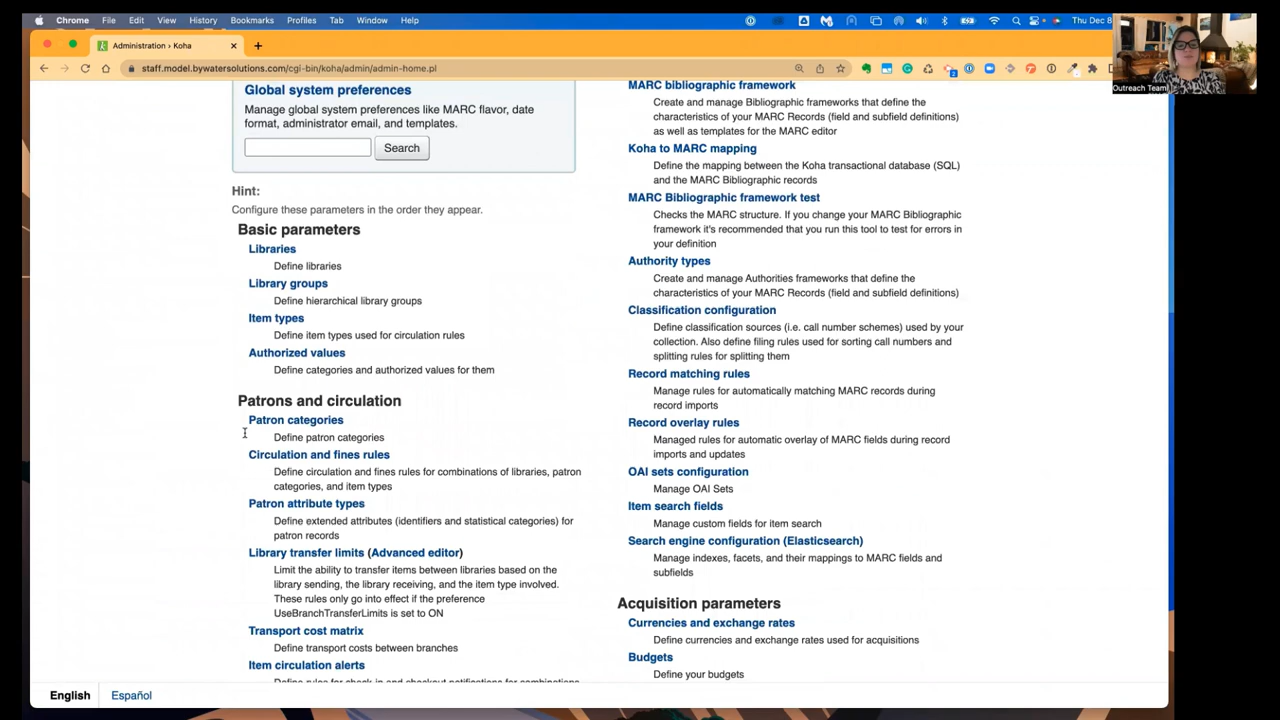 Chrome File Edit View History Bookmarks Profiles Tab Window Help Thu Dec 8
Administration › Koha
staff.model.bywatersolutions.com/cgi-bin/koha/admin/admin-home.pl
Outreach Team
Global system preferences
Manage global system preferences like MARC flavor, date
format, administrator email, and templates.
Search
Hint:
Configure these parameters in the order they appear.
Basic parameters
Libraries
Define libraries
Library groups
Define hierarchical library groups
Item types
Define item types used for circulation rules
Authorized values
Define categories and authorized values for them
Patrons and circulation
Patron categories
Define patron categories
Circulation and fines rules
Define circulation and fines rules for combinations of libraries, patron
categories, and item types
Patron attribute types
Define extended attributes (identifiers and statistical categories) for
patron records
Library transfer limits (Advanced editor)
Limit the ability to transfer items between libraries based on the
library sending, the library receiving, and the item type involved.
These rules only go into effect if the preference
UseBranchTransferLimits is set to ON
Transport cost matrix
Define transport costs between branches
Item circulation alerts
Define rules for check-in and checkout notifications for combinations
MARC bibliographic framework
Create and manage Bibliographic frameworks that define the
characteristics of your MARC Records (field and subfield definitions)
as well as templates for the MARC editor
Koha to MARC mapping
Define the mapping between the Koha transactional database (SQL)
and the MARC Bibliographic records
MARC Bibliographic framework test
Checks the MARC structure. If you change your MARC Bibliographic
framework it's recommended that you run this tool to test for errors in
your definition
Authority types
Create and manage Authorities frameworks that define the
characteristics of your MARC Records (field and subfield definitions)
Classification configuration
Define classification sources (i.e. call number schemes) used by your
collection. Also define filing rules used for sorting call numbers and
splitting rules for splitting them
Record matching rules
Manage rules for automatically matching MARC records during
record imports
Record overlay rules
Managed rules for automatic overlay of MARC fields during record
imports and updates
OAI sets configuration
Manage OAI Sets
Item search fields
Manage custom fields for item search
Search engine configuration (Elasticsearch)
Manage indexes, facets, and their mappings to MARC fields and
subfields
Acquisition parameters
Currencies and exchange rates
Define currencies and exchange rates used for acquisitions
Budgets
Define your budgets
English Español